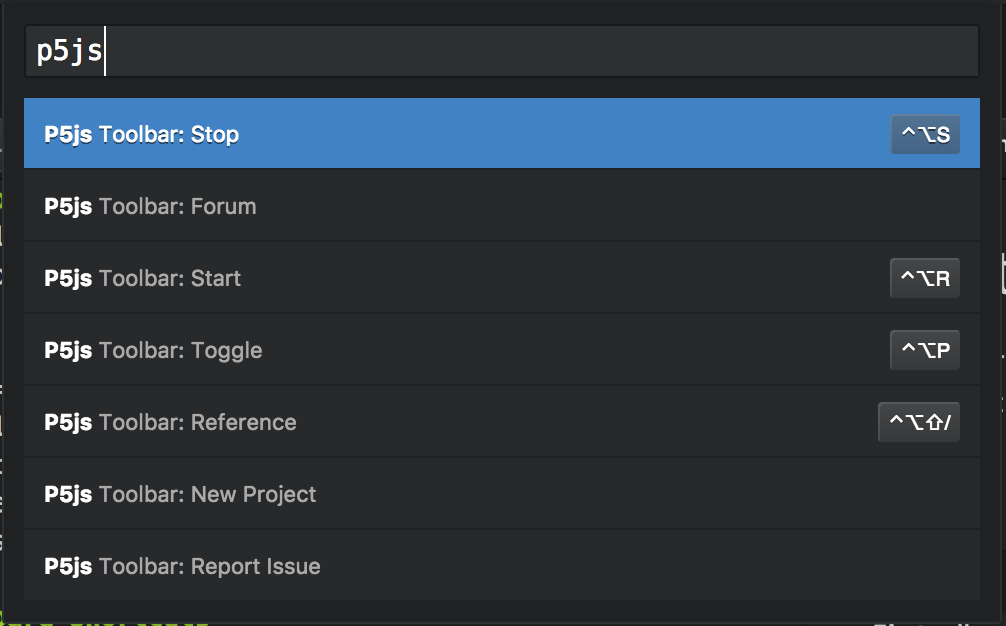 p5js
P5js Toolbar: Stop ^⌥S
P5js Toolbar: Forum
P5js Toolbar: Start ^⌥R
P5js Toolbar: Toggle ^⌥P
P5js Toolbar: Reference ^⌥⇧/
P5js Toolbar: New Project
P5js Toolbar: Report Issue